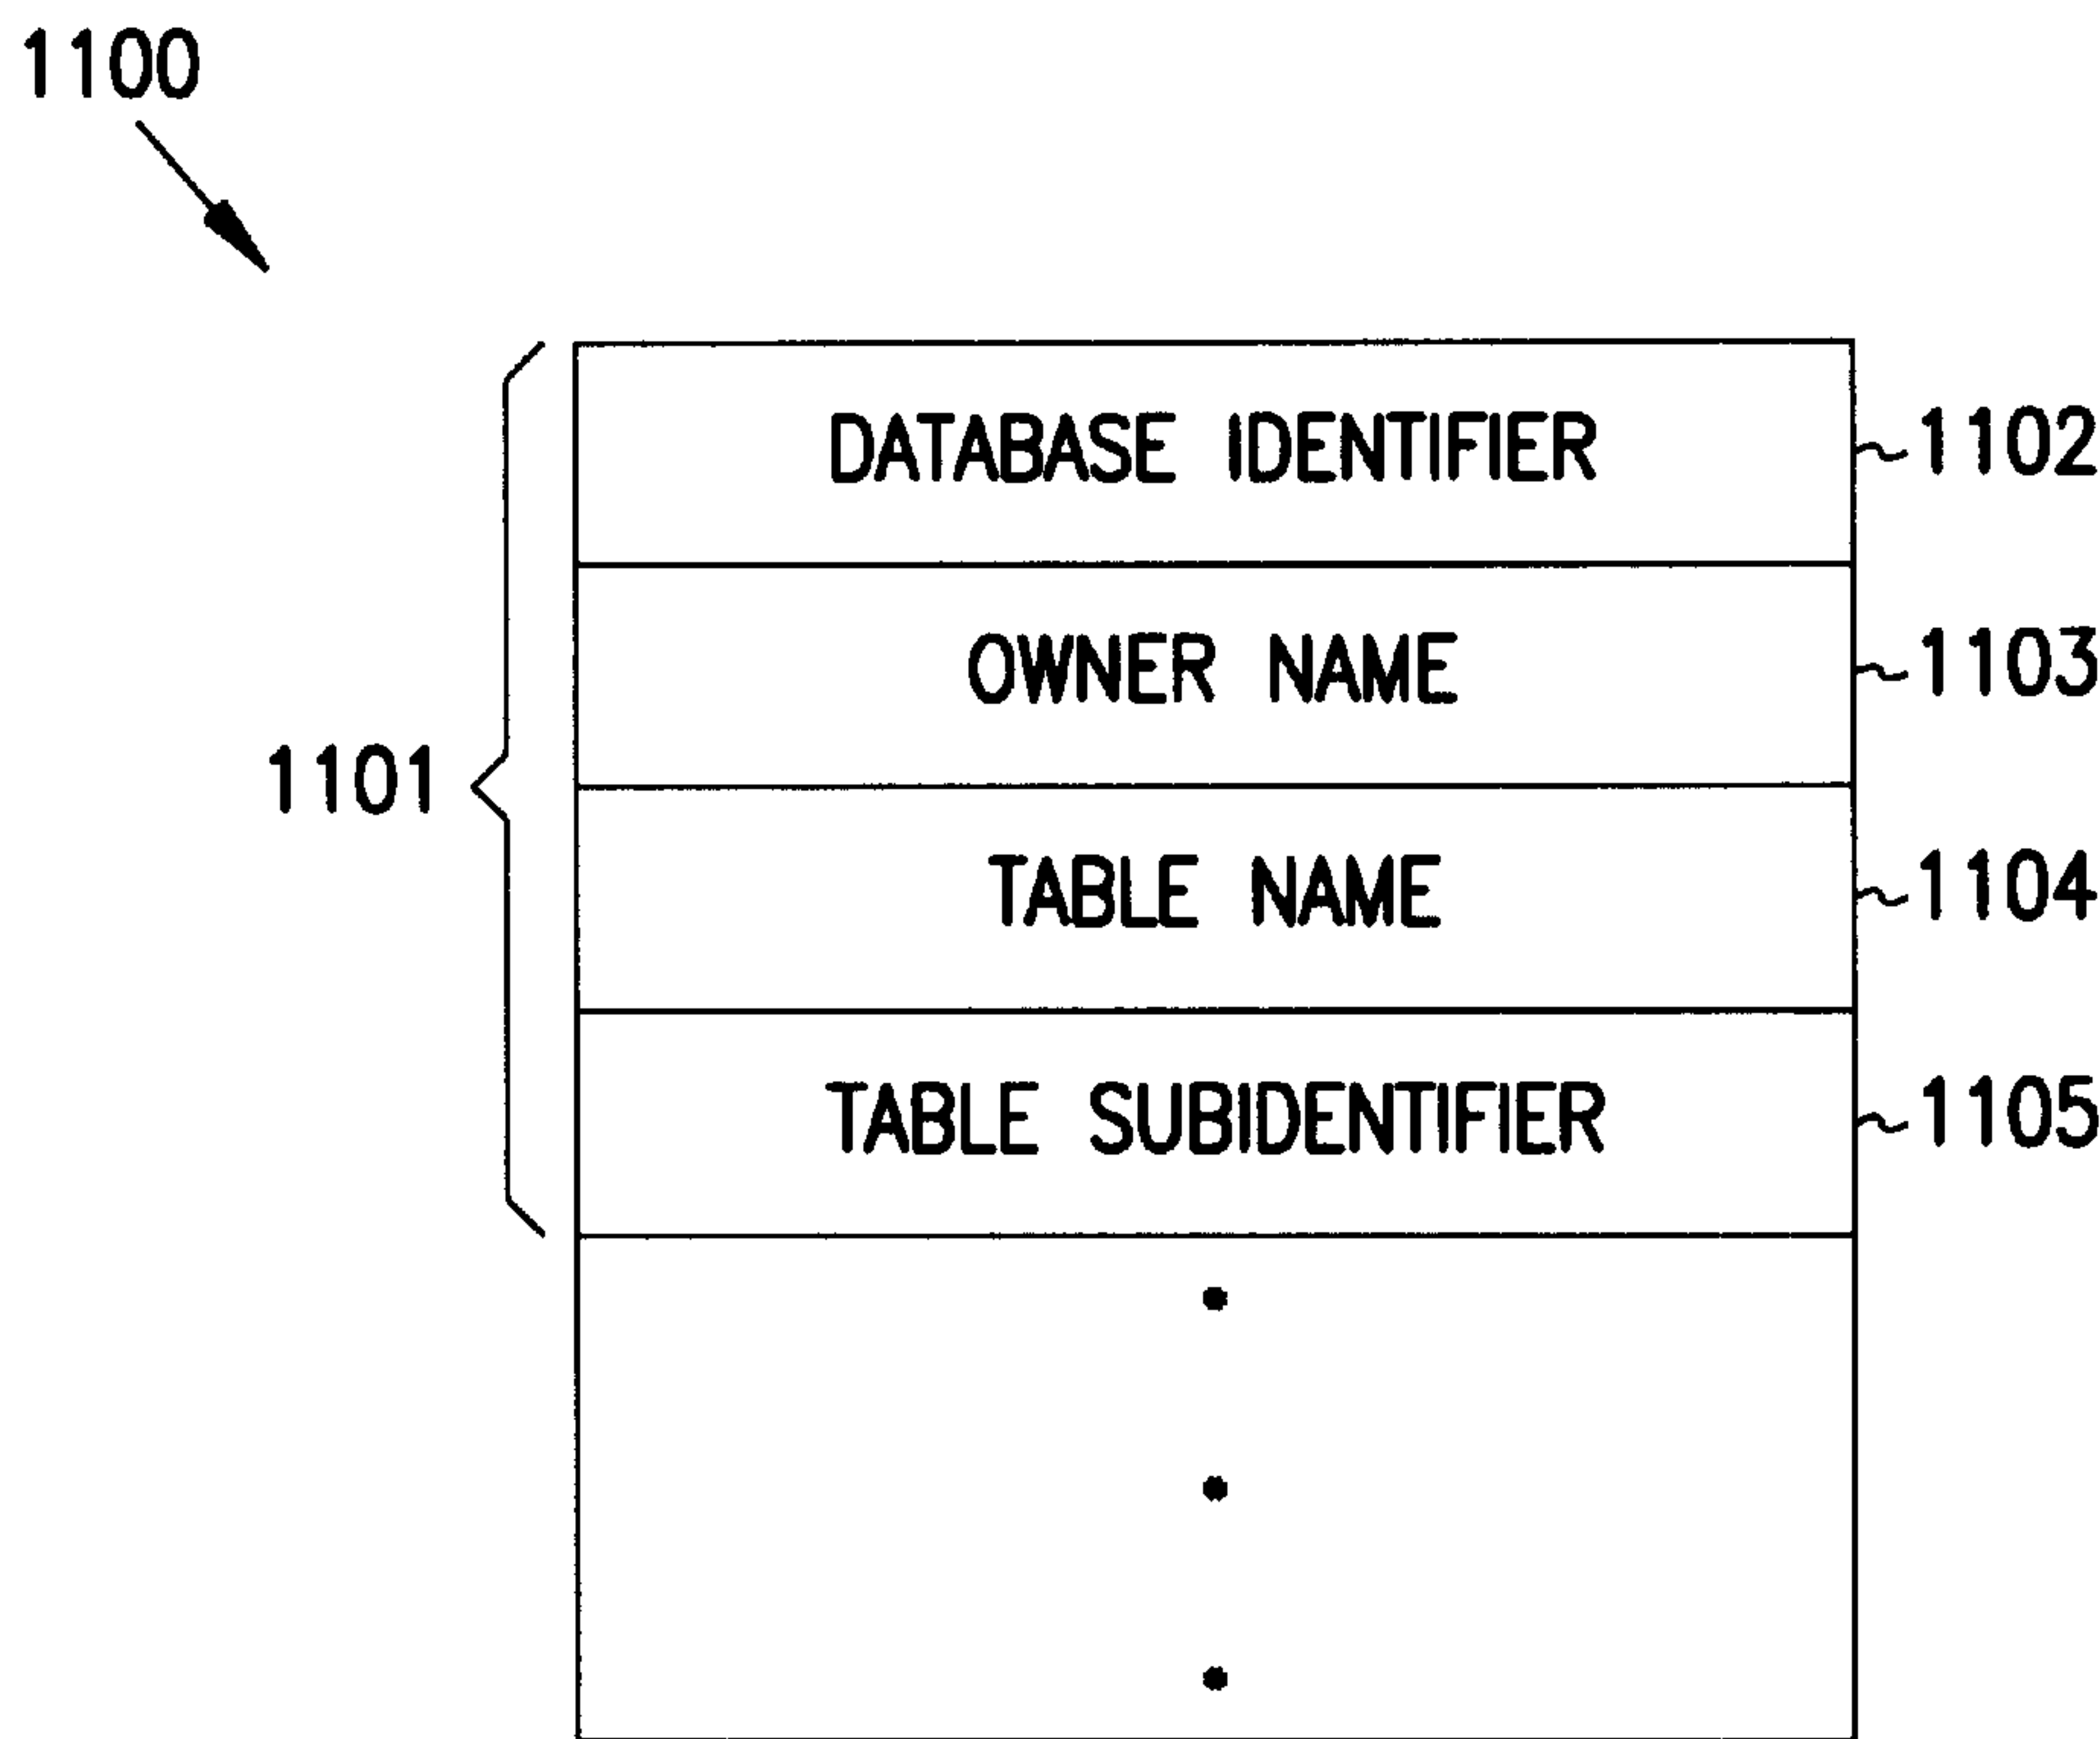 1100
DATABASE IDENTIFIER 1102
OWNER NAME 1103
1101
TABLE NAME 1104
TABLE SUBIDENTIFIER 1105